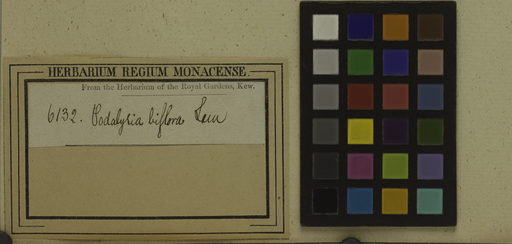 HERBARIUM REGIUM MONACENSE.
From the Herbarium of the Royal Gardens, Kew.
6132. Podalyria biflora Lam